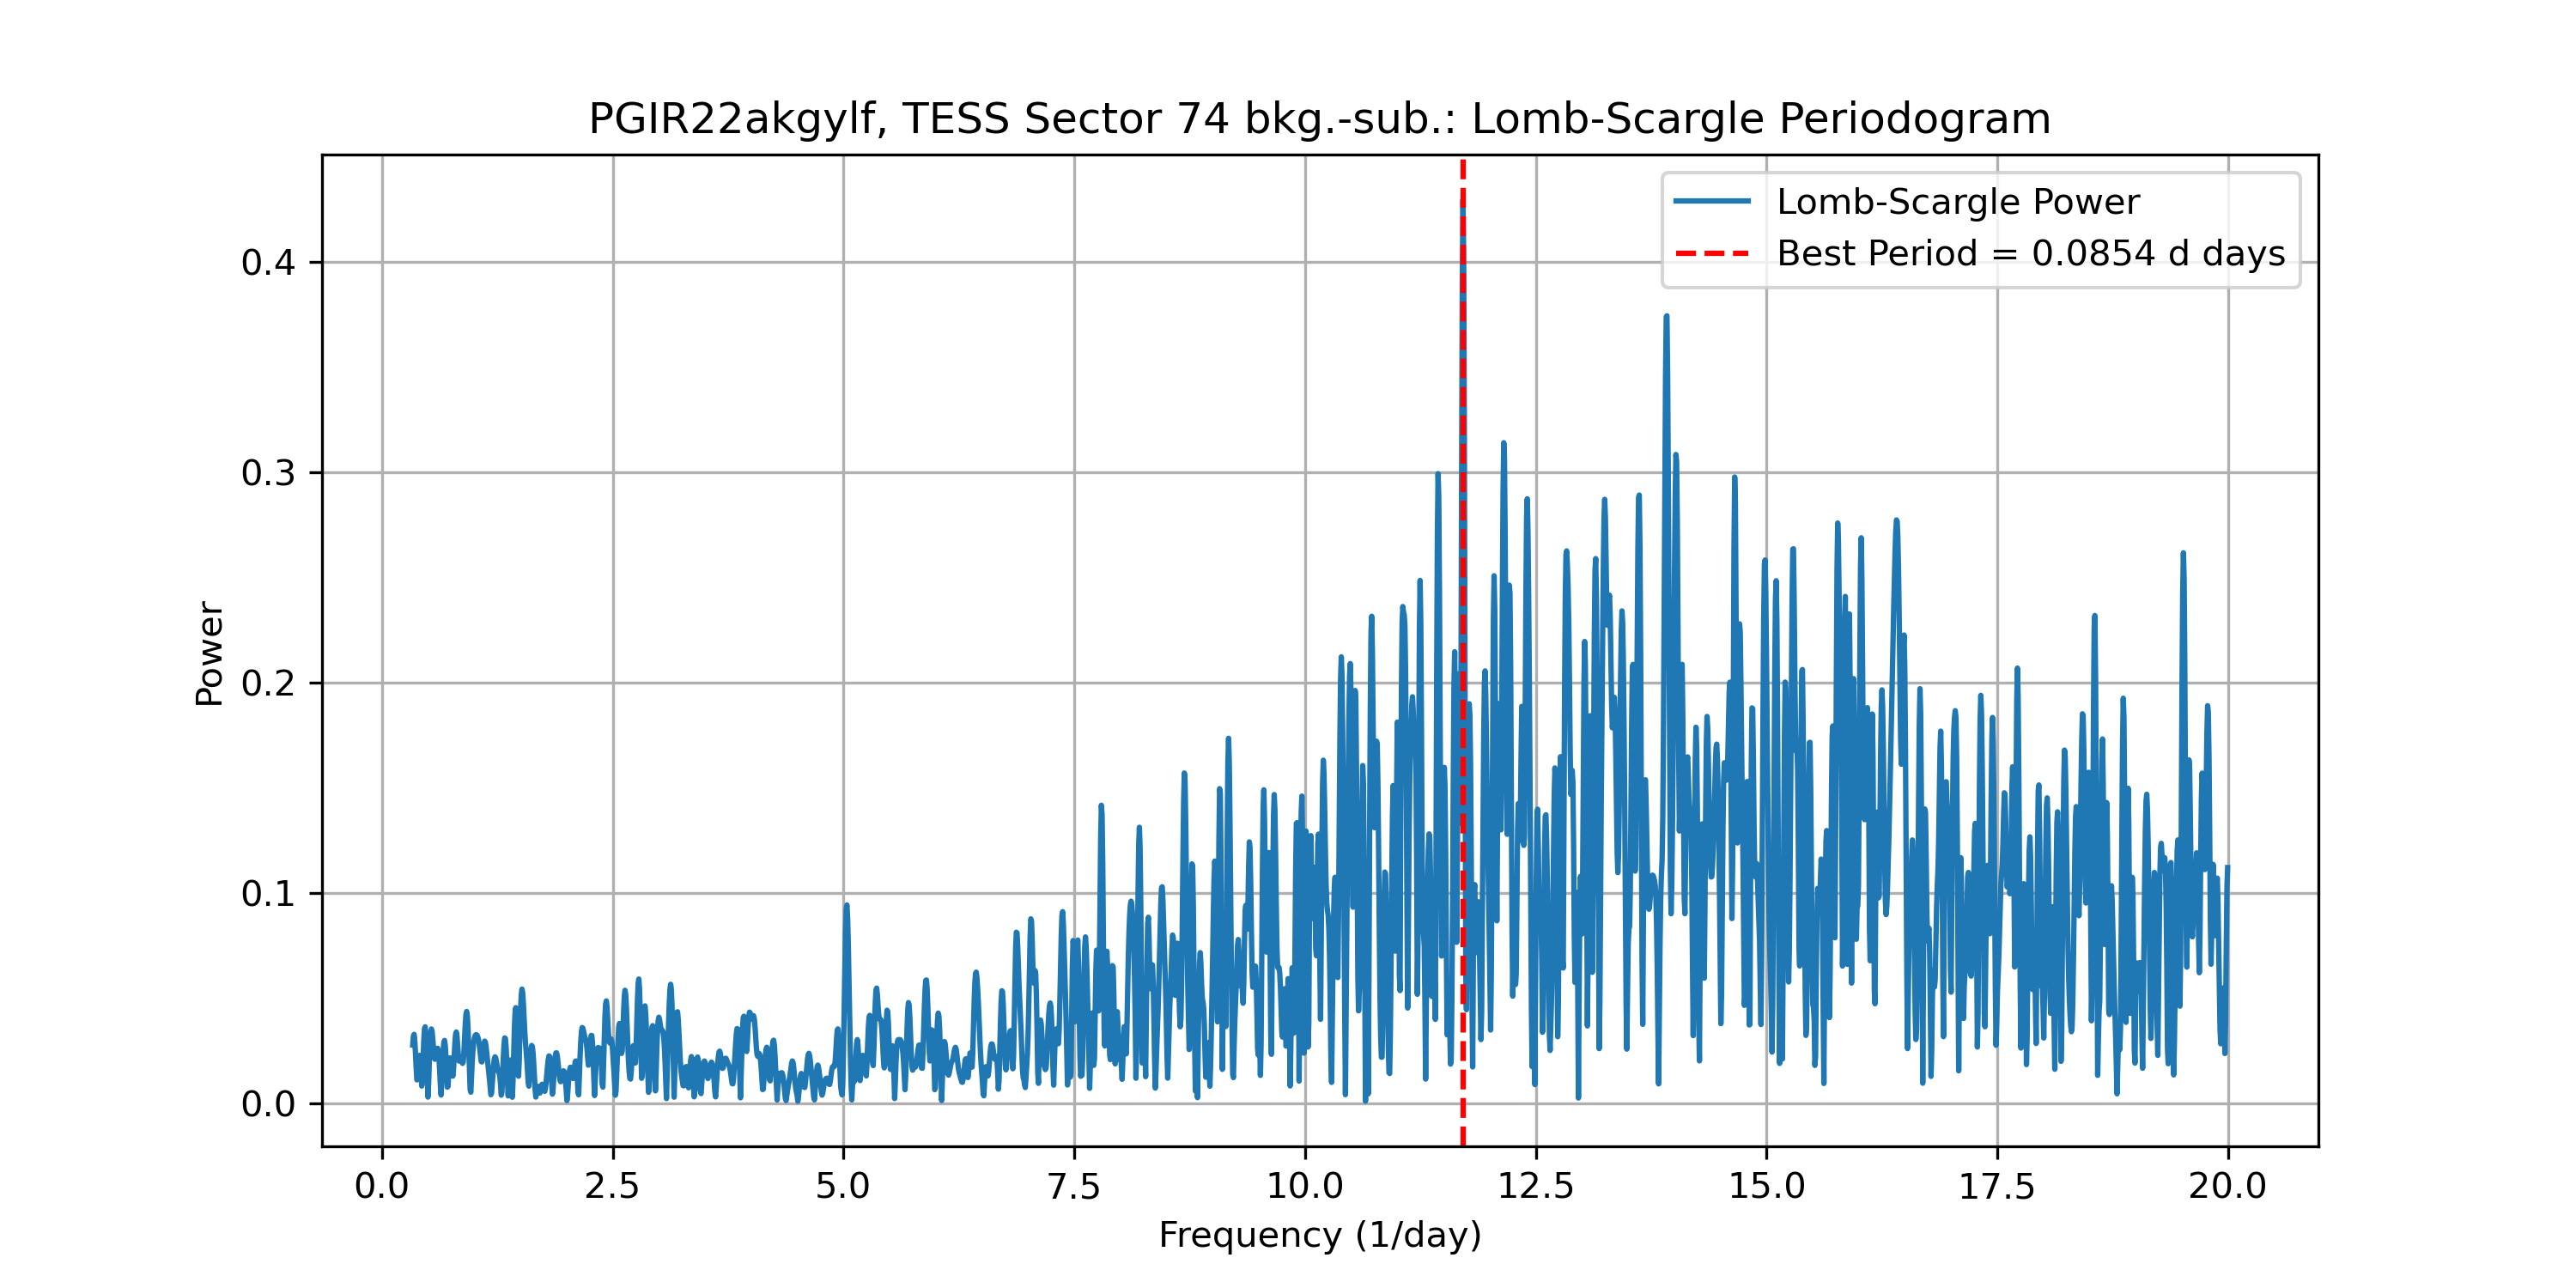 PGIR22akgylf, TESS Sector 74 bkg.-sub.: Lomb-Scargle Periodogram
Lomb-Scargle Power
Best Period = 0.0854 d days
Power
0.4
0.3
0.2
0.1
0.0
0.0 2.5 5.0 7.5 10.0 12.5 15.0 17.5 20.0
Frequency (1/day)